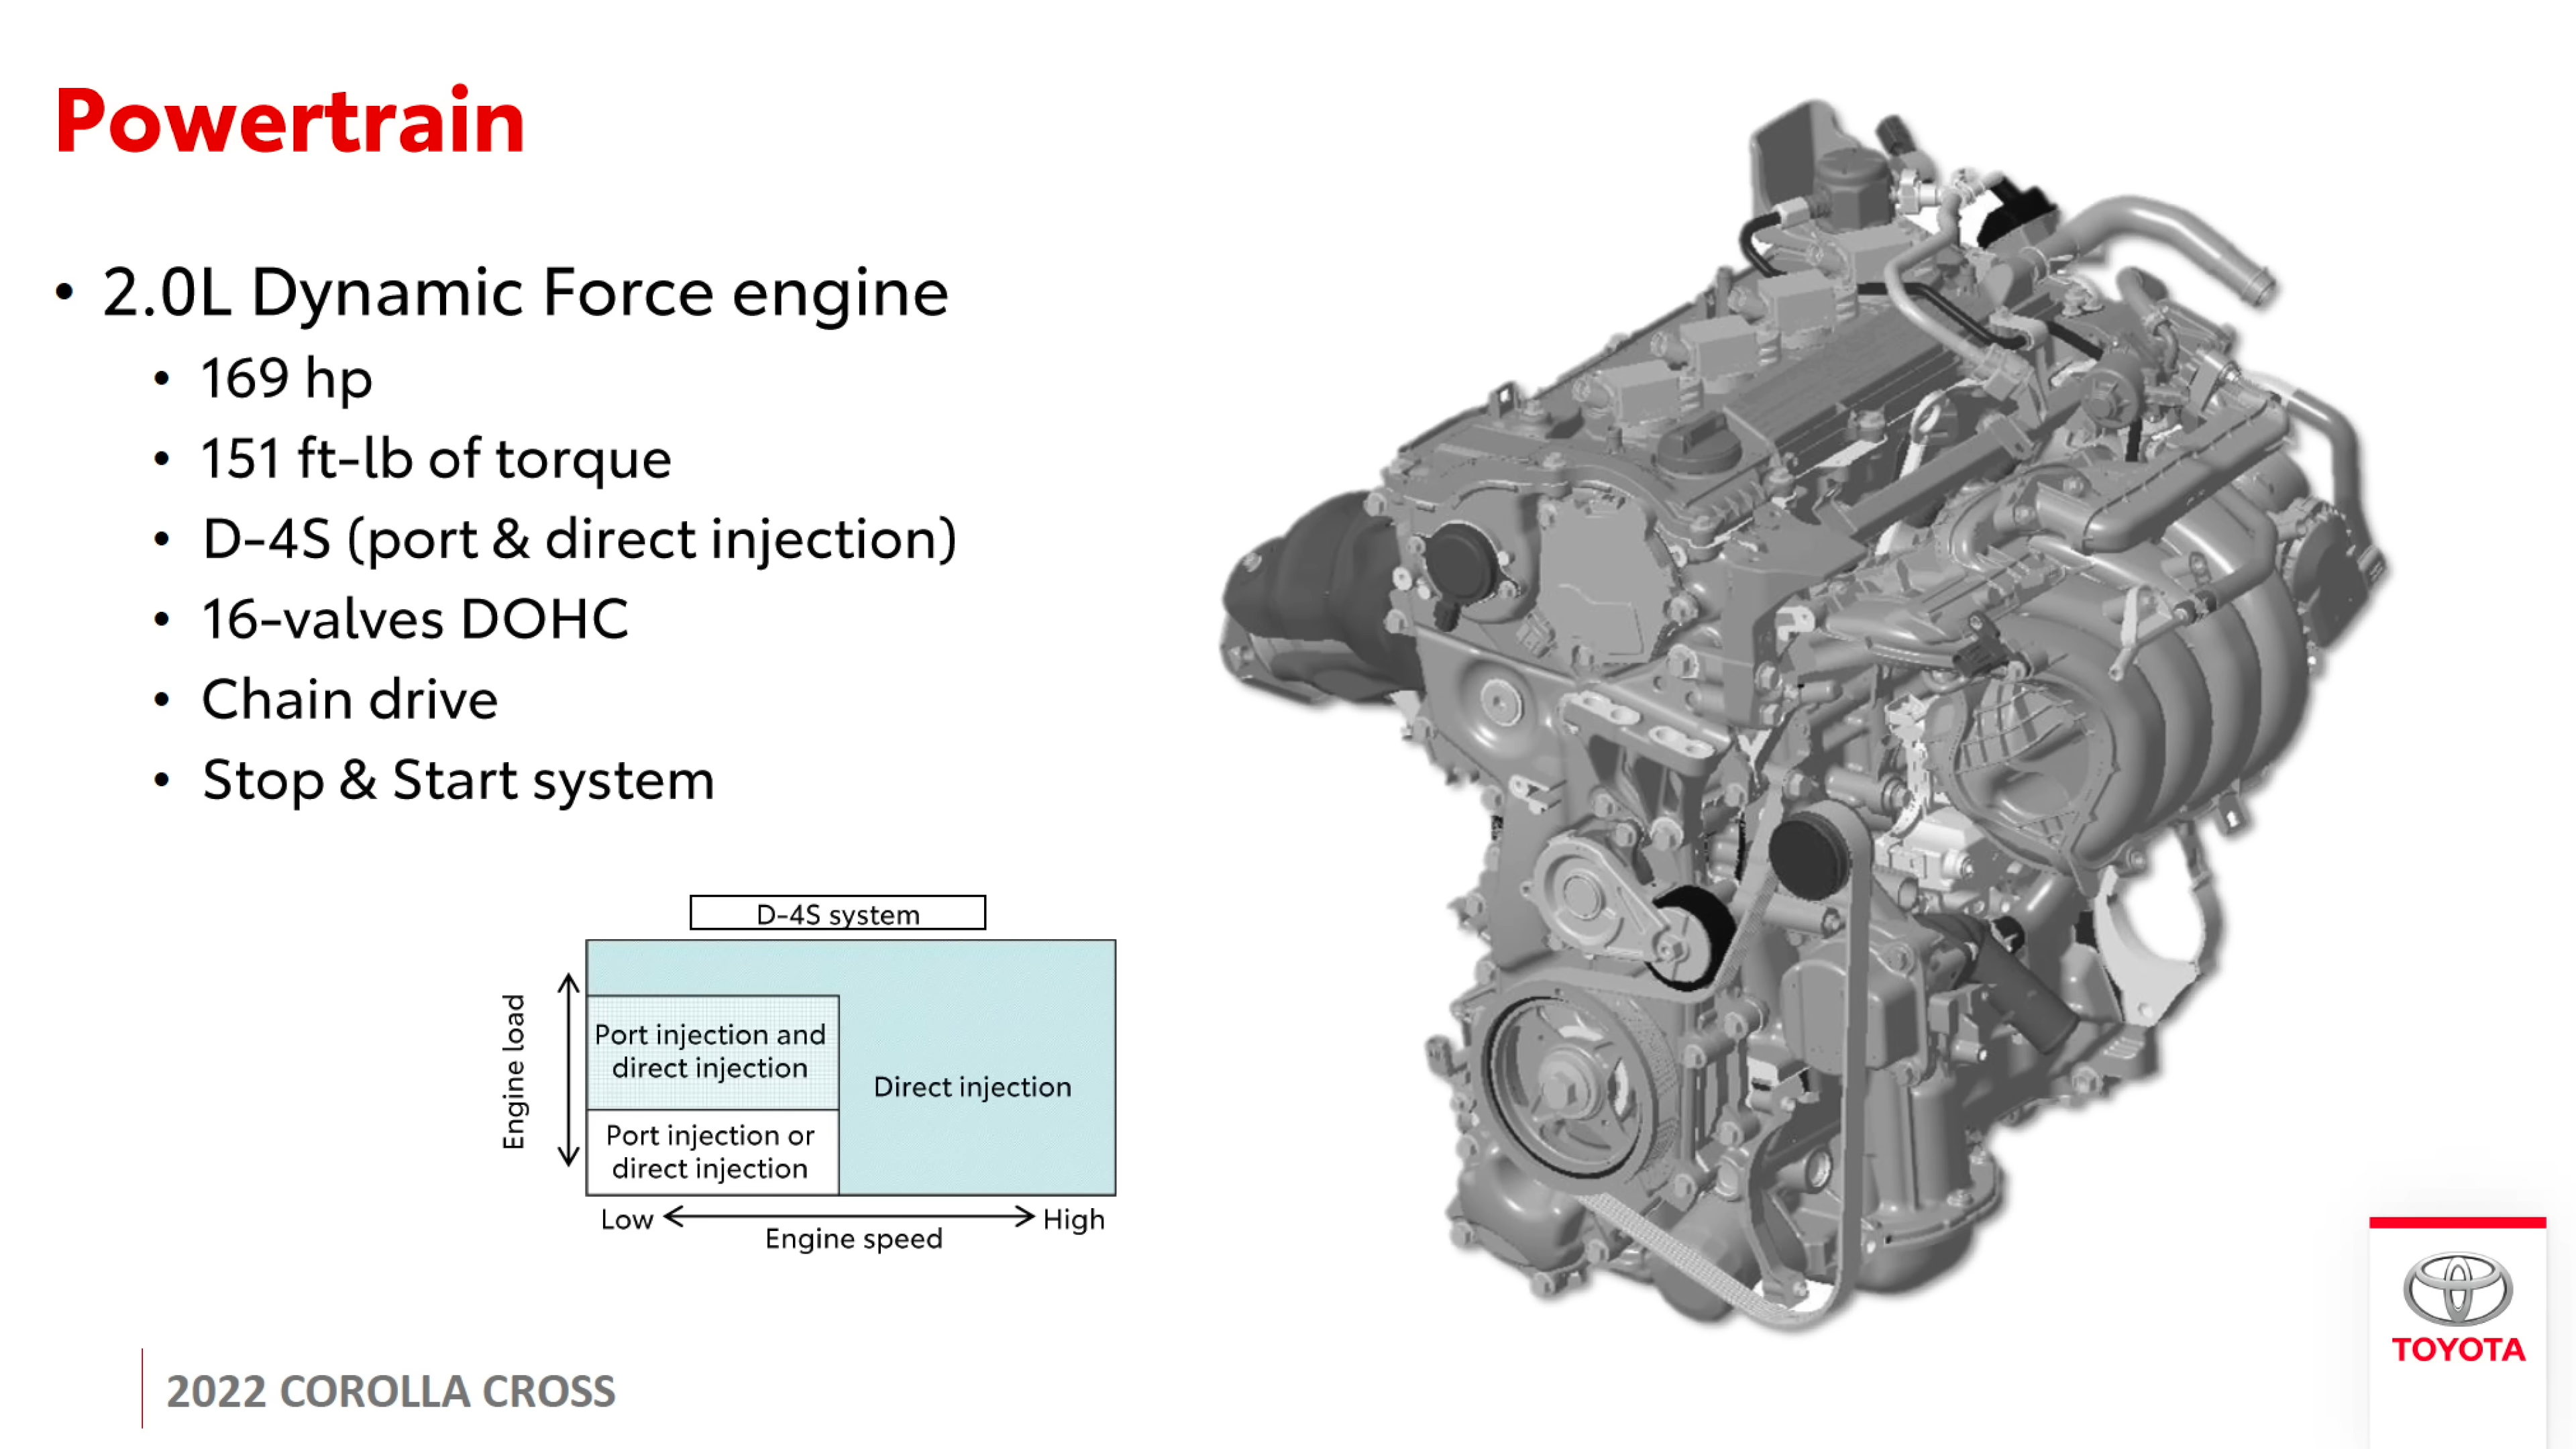 Powertrain
• 2.0L Dynamic Force engine
• 169 hp
• 151 ft-lb of torque
• D-4S (port & direct injection)
• 16-valves DOHC
• Chain drive
• Stop & Start system
D-4S system
Engine load
Port injection and
direct injection
Direct injection
Port injection or
direct injection
Low
High
Engine speed
2022 COROLLA CROSS
TOYOTA